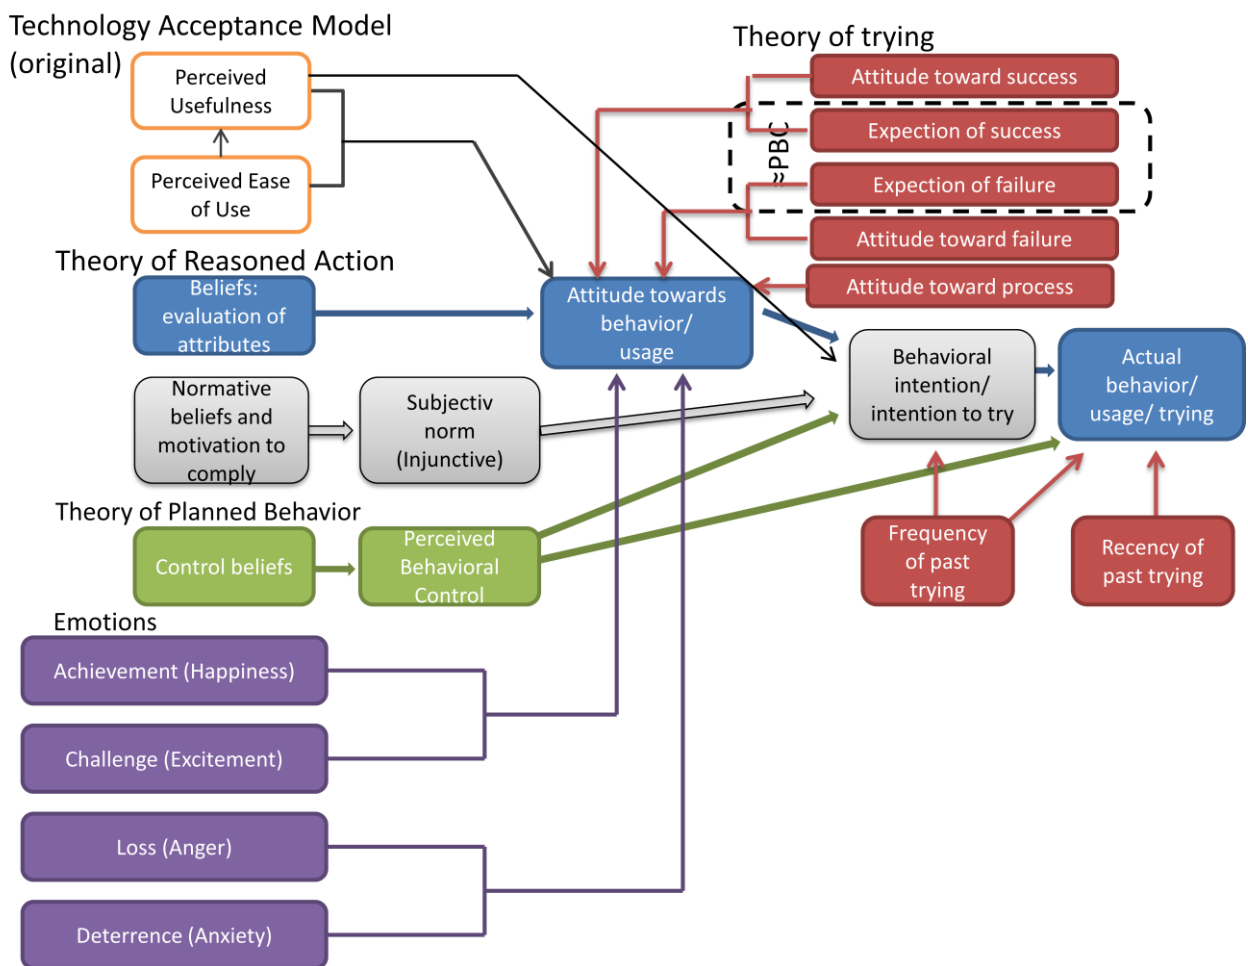 Technology Acceptance Model
(original)
Perceived
Usefulness
Perceived Ease
of Use
Theory of trying
Attitude toward success
Expection of success
≈PBC
Expection of failure
Attitude toward failure
Attitude toward process
Theory of Reasoned Action
Beliefs:
evaluation of
attributes
Attitude towards
behavior/
usage
Normative
beliefs and
motivation to
comply
Subjectiv
norm
(Injunctive)
Behavioral
intention/
intention to try
Actual
behavior/
usage/ trying
Theory of Planned Behavior
Control beliefs
Perceived
Behavioral
Control
Frequency
of past
trying
Recency of
past trying
Emotions
Achievement (Happiness)
Challenge (Excitement)
Loss (Anger)
Deterrence (Anxiety)